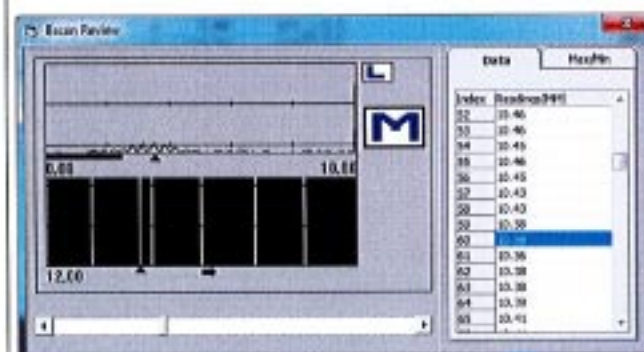 Bscan Review
L
M
0.00
10.00
12.00
Data
Max/Min
Index Readings(MM)
52 10.46
53 10.46
54 10.45
55 10.46
56 10.45
57 10.43
58 10.43
59 10.39
60
61 10.36
62 10.38
63 10.38
64 10.39
65 10.41